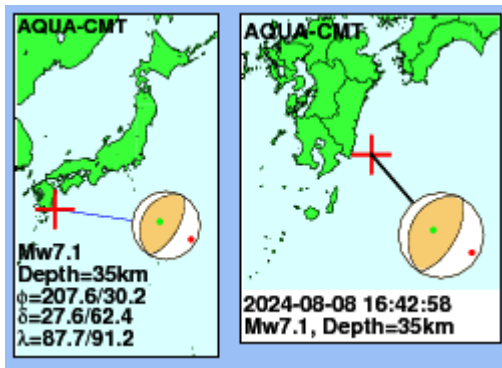 AQUA-CMT
Mw7.1
Depth=35km
ϕ=207.6/30.2
δ=27.6/62.4
λ=87.7/91.2
AQUA-CMT
2024-08-08 16:42:58
Mw7.1, Depth=35km